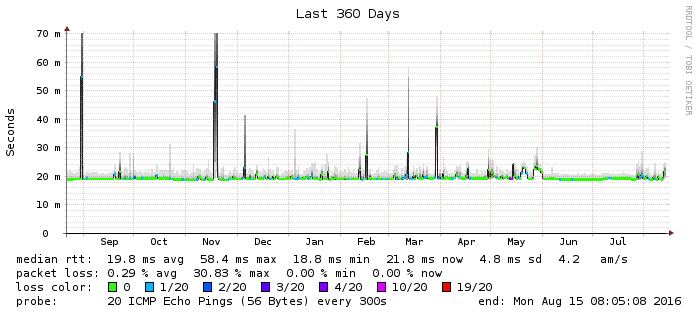 Last 360 Days
RRDTOOL / TOBI OETIKER
Seconds
70 m
60 m
50 m
40 m
30 m
20 m
10 m
0
Sep Oct Nov Dec Jan Feb Mar Apr May Jun Jul
median rtt: 19.8 ms avg 58.4 ms max 18.8 ms min 21.8 ms now 4.8 ms sd 4.2 am/s
packet loss: 0.29 % avg 30.83 % max 0.00 % min 0.00 % now
loss color: 0 1/20 2/20 3/20 4/20 10/20 19/20
probe: 20 ICMP Echo Pings (56 Bytes) every 300s end: Mon Aug 15 08:05:08 2016